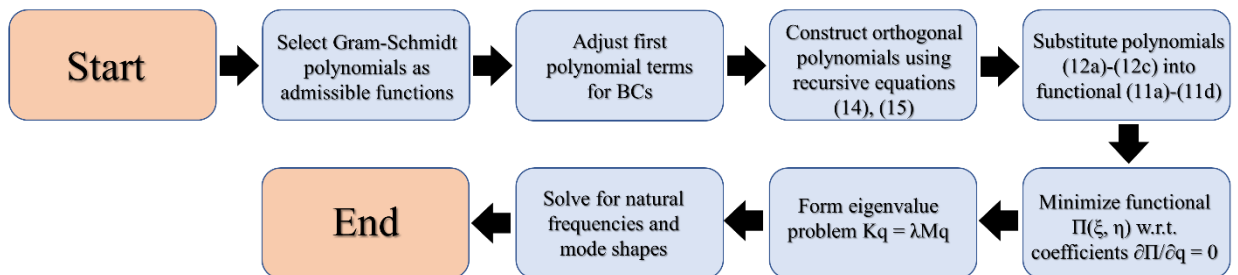 Start
Select Gram-Schmidt
polynomials as
admissible functions
Adjust first
polynomial terms
for BCs
Construct orthogonal
polynomials using
recursive equations
(14), (15)
Substitute polynomials
(12a)-(12c) into
functional (11a)-(11d)
Minimize functional
Π(ξ, η) w.r.t.
coefficients ∂Π/∂q = 0
Form eigenvalue
problem Kq = λMq
Solve for natural
frequencies and
mode shapes
End